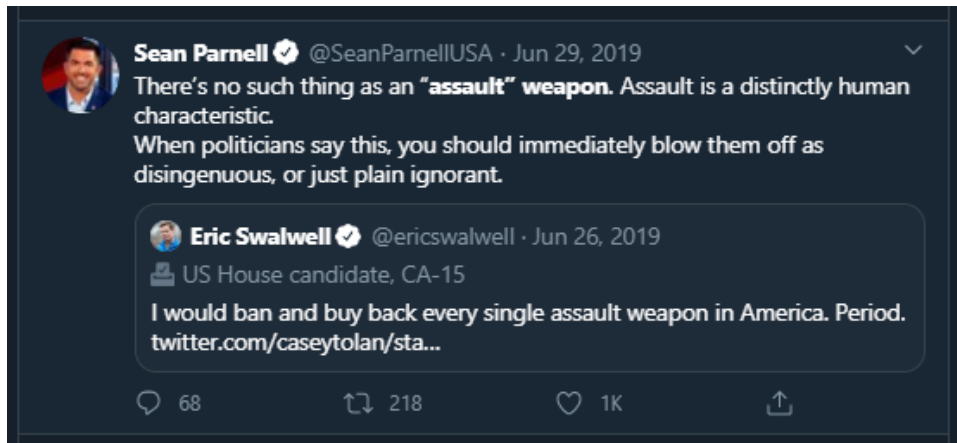 Sean Parnell @SeanParnellUSA · Jun 29, 2019
There's no such thing as an “assault” weapon. Assault is a distinctly human
characteristic.
When politicians say this, you should immediately blow them off as
disingenuous, or just plain ignorant.
Eric Swalwell @ericswalwell · Jun 26, 2019
US House candidate, CA-15
I would ban and buy back every single assault weapon in America. Period.
twitter.com/caseytolan/sta...
68 218 1K